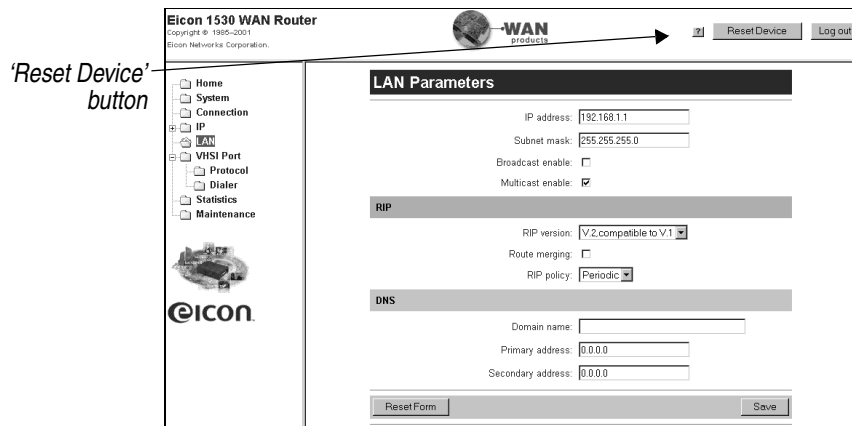 Eicon 1530 WAN Router
Copyright © 1985–2001
Eicon Networks Corporation.
WAN
products
?
Reset Device
Log out
'Reset Device'
button
Home
System
Connection
IP
LAN
VHSI Port
Protocol
Dialer
Statistics
Maintenance
eicon.
LAN Parameters
IP address: 192.168.1.1
Subnet mask: 255.255.255.0
Broadcast enable:
Multicast enable:
RIP
RIP version: V.2,compatible to V.1
Route merging:
RIP policy: Periodic
DNS
Domain name:
Primary address: 0.0.0.0
Secondary address: 0.0.0.0
Reset Form
Save